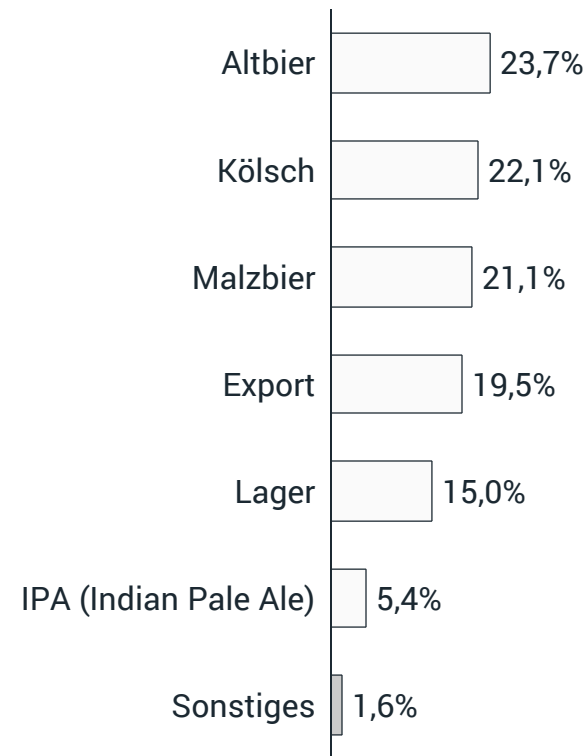 Altbier 23,7%
Kölsch 22,1%
Malzbier 21,1%
Export 19,5%
Lager 15,0%
IPA (Indian Pale Ale) 5,4%
Sonstiges 1,6%